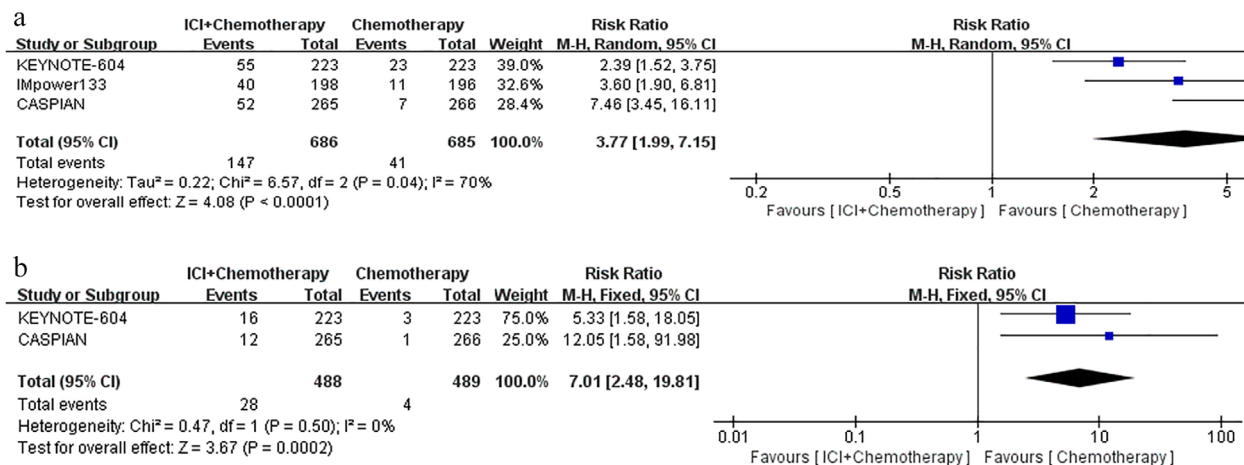 a
ICI+Chemotherapy Chemotherapy Risk Ratio Risk Ratio
Study or Subgroup Events Total Events Total Weight M-H, Random, 95% CI M-H, Random, 95% CI
KEYNOTE-604 55 223 23 223 39.0% 2.39 [1.52, 3.75]
IMpower133 40 198 11 196 32.6% 3.60 [1.90, 6.81]
CASPIAN 52 265 7 266 28.4% 7.46 [3.45, 16.11]
Total (95% CI) 686 685 100.0% 3.77 [1.99, 7.15]
Total events 147 41
Heterogeneity: Tau² = 0.22; Chi² = 6.57, df = 2 (P = 0.04); I² = 70%
Test for overall effect: Z = 4.08 (P < 0.0001)
0.2 0.5 1 2 5
Favours [ICI+Chemotherapy] Favours [Chemotherapy]
b
ICI+Chemotherapy Chemotherapy Risk Ratio Risk Ratio
Study or Subgroup Events Total Events Total Weight M-H, Fixed, 95% CI M-H, Fixed, 95% CI
KEYNOTE-604 16 223 3 223 75.0% 5.33 [1.58, 18.05]
CASPIAN 12 265 1 266 25.0% 12.05 [1.58, 91.98]
Total (95% CI) 488 489 100.0% 7.01 [2.48, 19.81]
Total events 28 4
Heterogeneity: Chi² = 0.47, df = 1 (P = 0.50); I² = 0%
Test for overall effect: Z = 3.67 (P = 0.0002)
0.01 0.1 1 10 100
Favours [ICI+Chemotherapy] Favours [Chemotherapy]